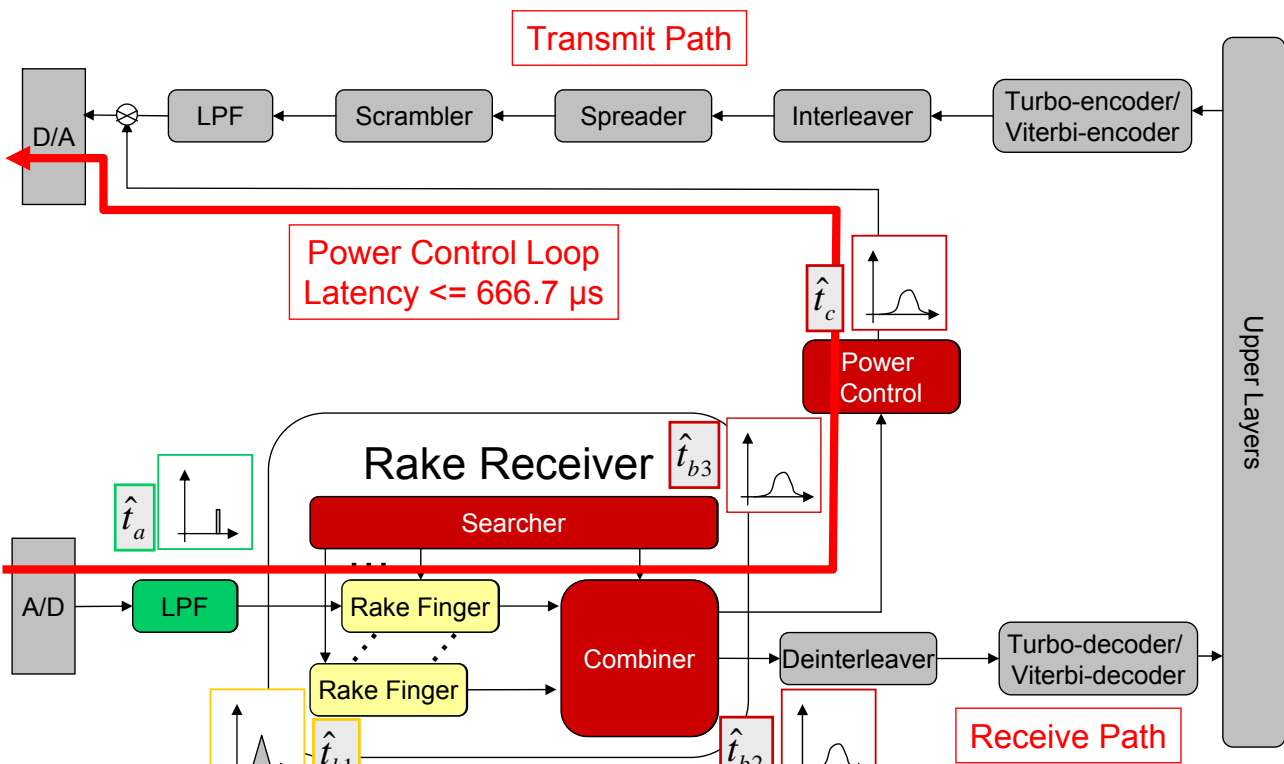 Transmit Path
D/A
LPF
Scrambler
Spreader
Interleaver
Turbo-encoder/
Viterbi-encoder
Power Control Loop
Latency <= 666.7 µs
t̂c
Power
Control
Upper Layers
Rake Receiver
t̂b3
Searcher
t̂a
...
A/D
LPF
Rake Finger
Rake Finger
Combiner
Deinterleaver
Turbo-decoder/
Viterbi-decoder
t̂b1
t̂b2
Receive Path